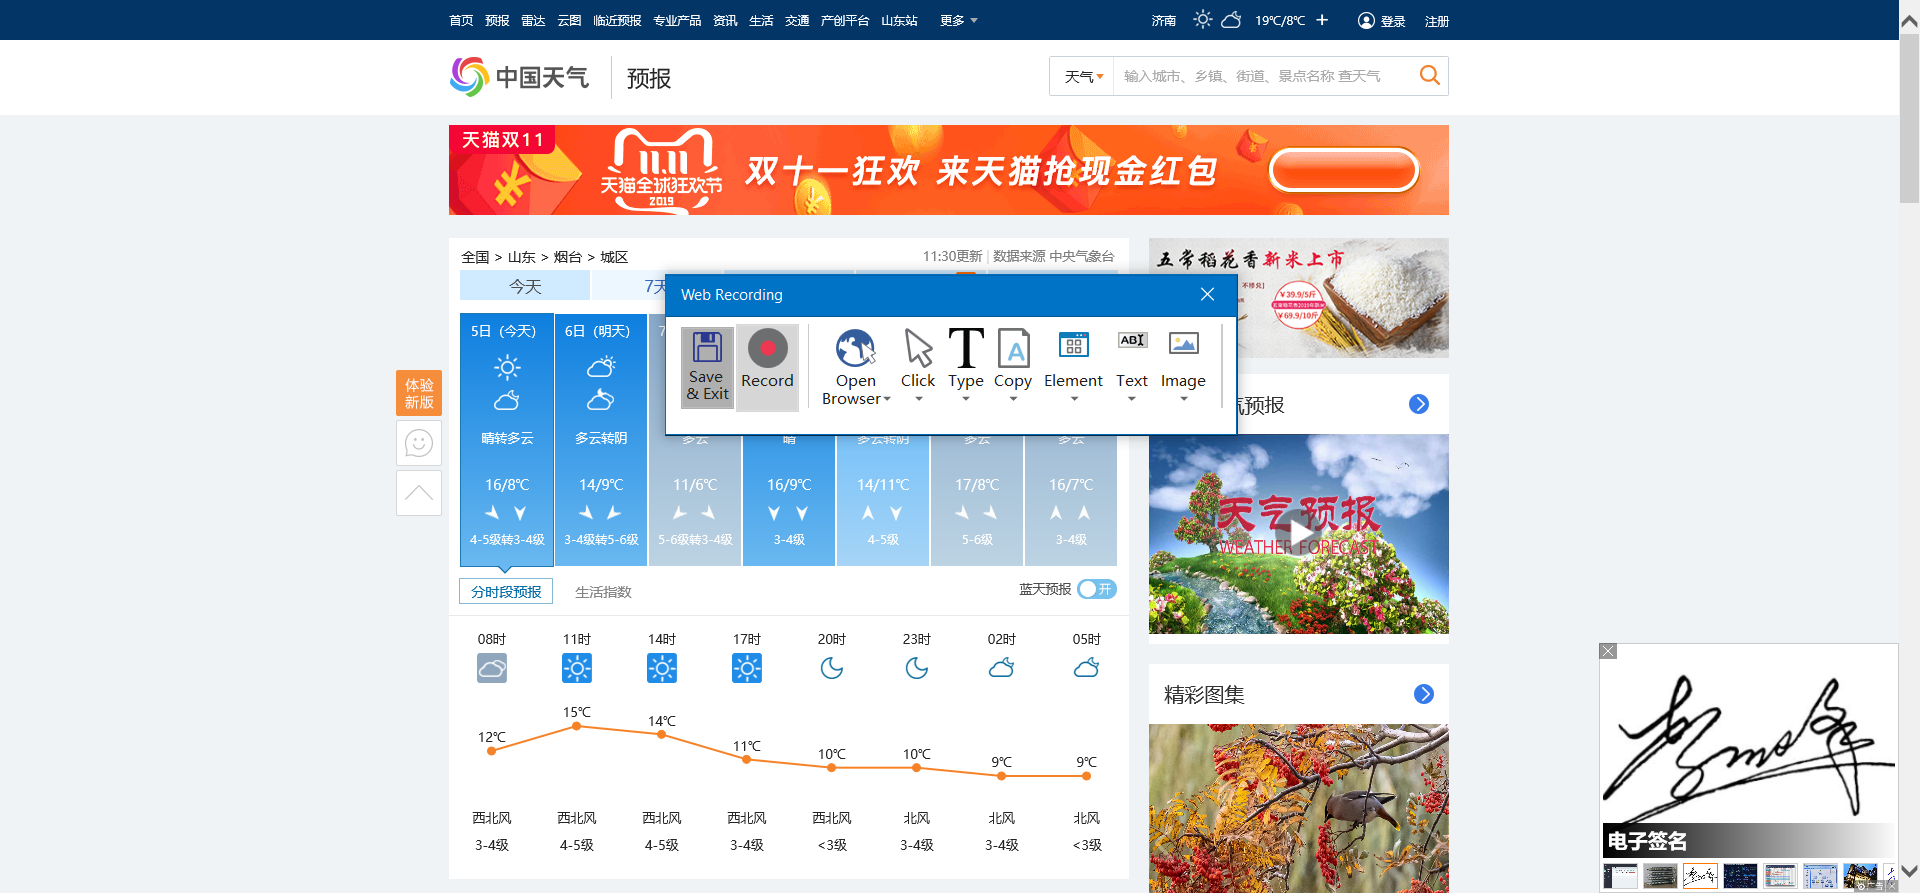 首页 预报 雷达 云图 临近预报 专业产品 资讯 生活 交通 产创平台 山东站 更多
济南 19℃/8℃ + 登录 注册
中国天气 预报
天气 输入城市、乡镇、街道、景点名称 查天气
天猫双11
11.11
天猫全球狂欢节
2019
双十一狂欢 来天猫抢现金红包
全国 > 山东 > 烟台 > 城区
11:30更新 | 数据来源 中央气象台
今天 7天
五常稻花香新米上市
¥39.9/5斤
¥69.9/10斤
Web Recording
Save & Exit
Record
Open Browser
Click
Type
Copy
Element
Text
Image
体验
新版
5日（今天） 6日（明天） 7
晴转多云 多云转阴 多云 晴 多云转阴 多云 多云
16/8℃ 14/9℃ 11/6℃ 16/9℃ 14/11℃ 17/8℃ 16/7℃
4-5级转3-4级 3-4级转5-6级 5-6级转3-4级 3-4级 4-5级 5-6级 3-4级
分时段预报 生活指数 蓝天预报 开
08时 11时 14时 17时 20时 23时 02时 05时
12℃ 15℃ 14℃ 11℃ 10℃ 10℃ 9℃ 9℃
西北风 西北风 西北风 西北风 西北风 北风 北风 北风
3-4级 4-5级 4-5级 3-4级 <3级 3-4级 3-4级 <3级
气预报
天气预报
WEATHER FORECAST
精彩图集
电子签名
广告